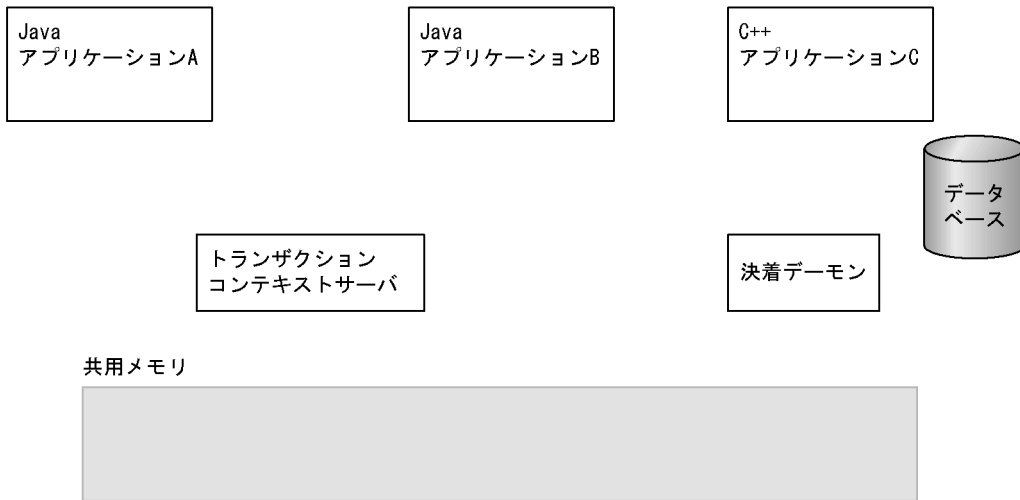 Java
アプリケーションA
Java
アプリケーションB
C++
アプリケーションC
データ
ベース
トランザクション
コンテキストサーバ
決着デーモン
共用メモリ